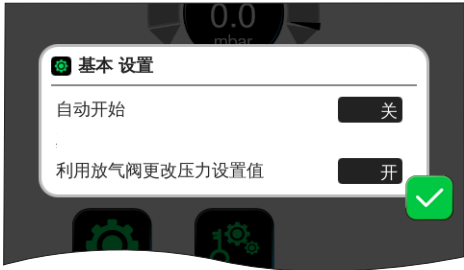 0.0
mbar
基本 设置
自动开始
关
利用放气阀更改压力设置值
开